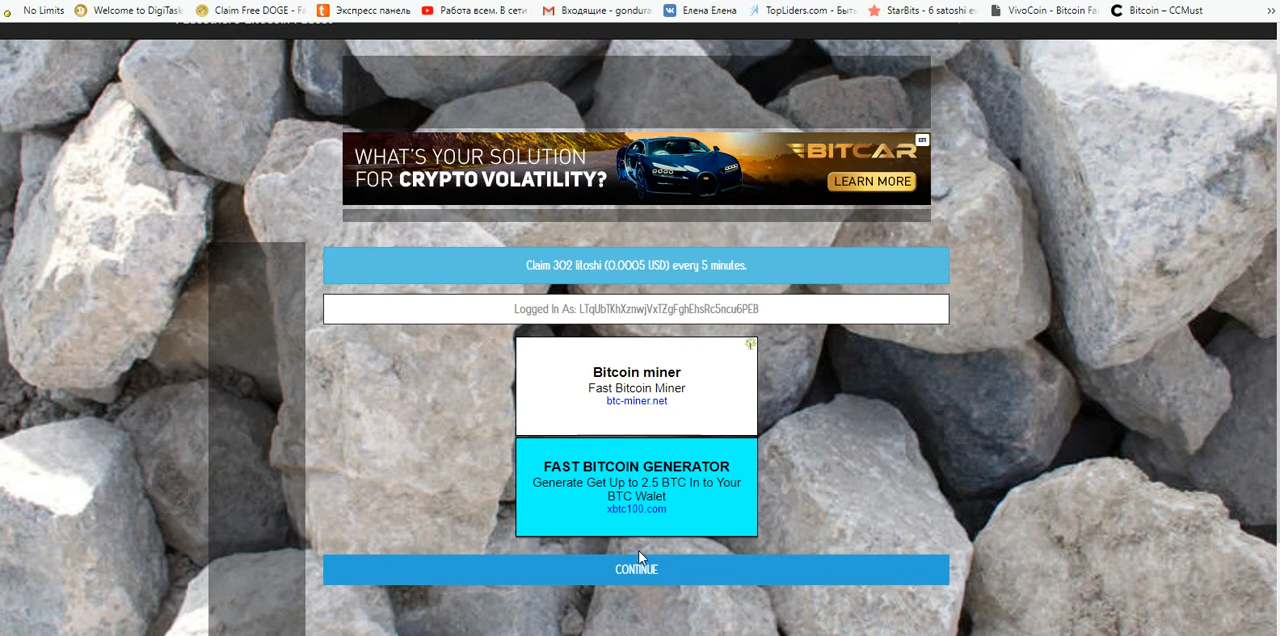 No Limits Welcome to DigiTask Claim Free DOGE - Fa Экспресс панель Работа всем. В сети Входящие - gondura Елена Елена TopLiders.com - Быть StarBits - 6 satoshi ev VivoCoin - Bitcoin Fa Bitcoin – CCMust »
WHAT'S YOUR SOLUTION
FOR CRYPTO VOLATILITY?
BITCAR
LEARN MORE
Claim 302 litoshi (0.0005 USD) every 5 minutes.
Logged In As: LTqUbTKhXznwjVxTZgFghEhsRc5ncu6PEB
Bitcoin miner
Fast Bitcoin Miner
btc-miner.net
FAST BITCOIN GENERATOR
Generate Get Up to 2.5 BTC In to Your
BTC Walet
xbtc100.com
CONTINUE